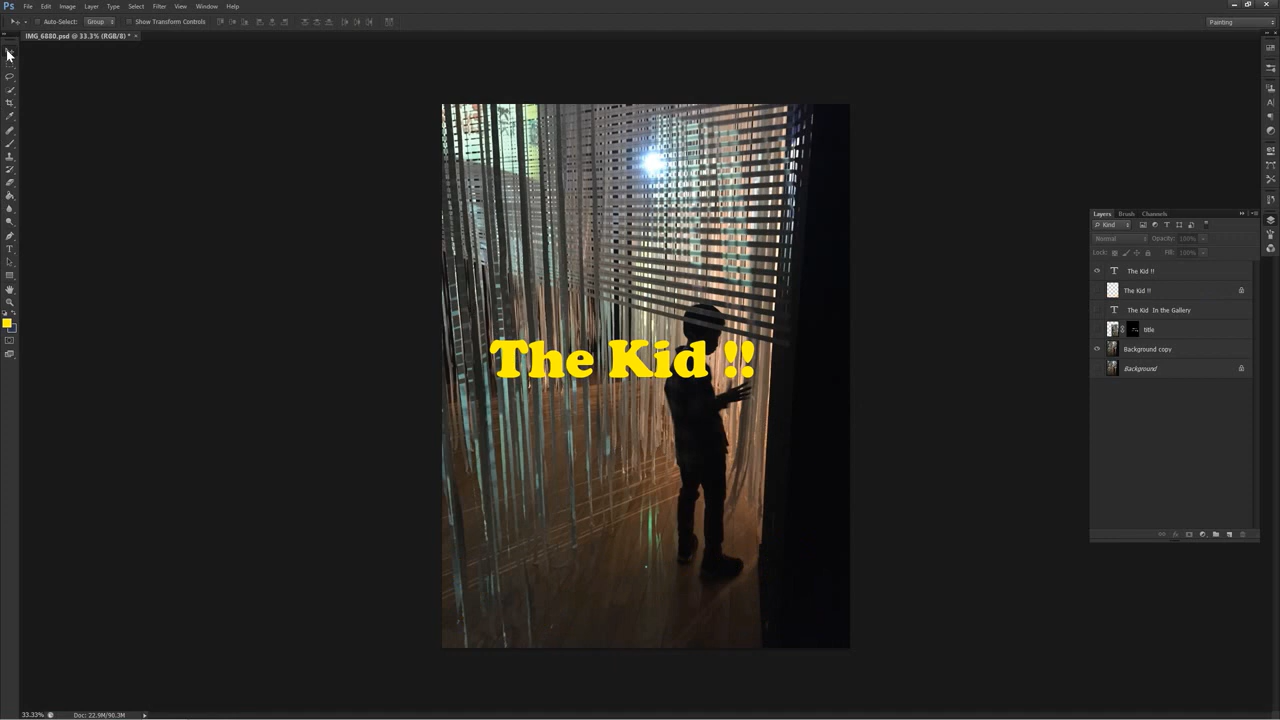 Ps File Edit Image Layer Type Select Filter View Window Help
Auto-Select: Group Show Transform Controls Painting
IMG_6880.psd @ 33.3% (RGB/8) * ×
Layers Brush Channels
Kind
Normal Opacity: 100%
Lock: Fill: 100%
The Kid !!
The Kid !!
The Kid In the Gallery
title
Background copy
Background
The Kid !!
33.33% Doc: 22.9M/90.3M